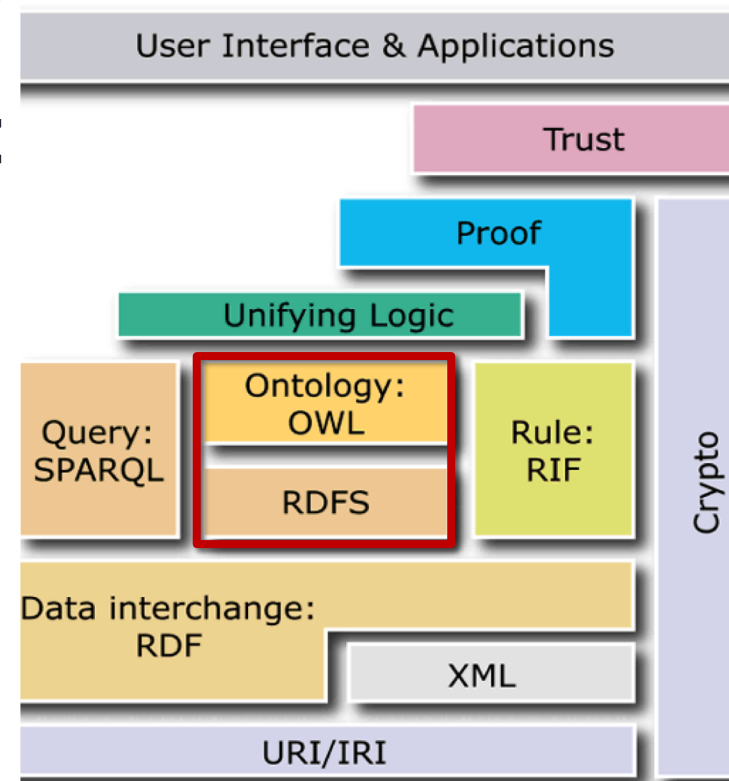 User Interface & Applications
Trust
Proof
Unifying Logic
Query:
SPARQL
Ontology:
OWL
RDFS
Rule:
RIF
Crypto
Data interchange:
RDF
XML
URI/IRI